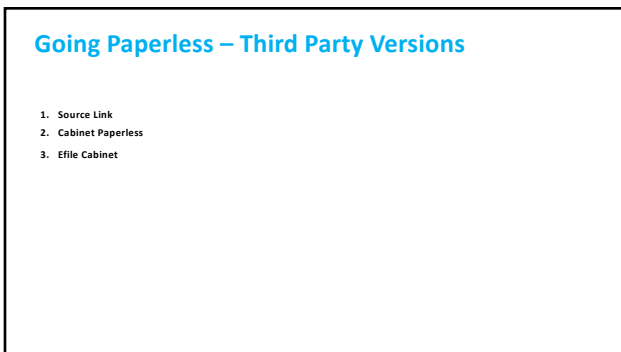 Going Paperless – Third Party Versions
1. Source Link
2. Cabinet Paperless
3. Efile Cabinet